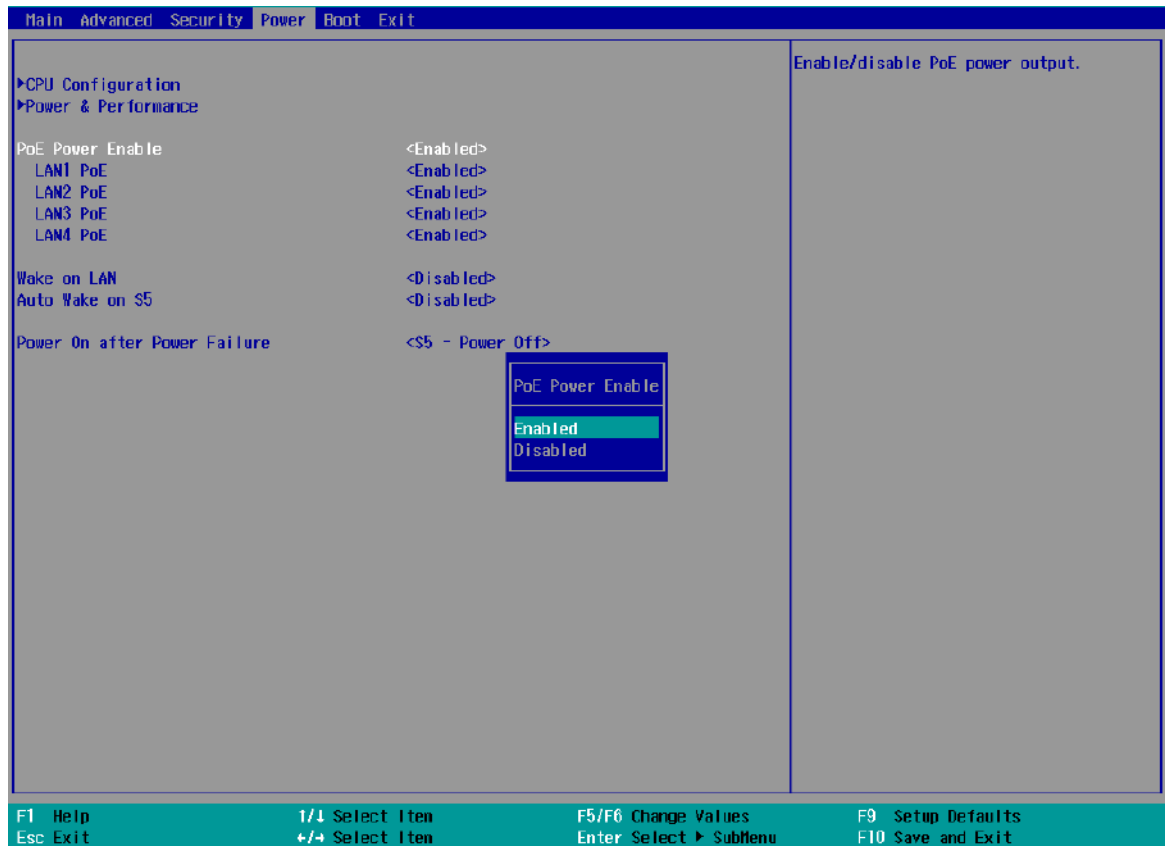 Main Advanced Security Power Boot Exit
Enable/disable PoE power output.
▶CPU Configuration
▶Power & Performance
PoE Power Enable <Enabled>
LAN1 PoE <Enabled>
LAN2 PoE <Enabled>
LAN3 PoE <Enabled>
LAN4 PoE <Enabled>
Wake on LAN <Disabled>
Auto Wake on S5 <Disabled>
Power On after Power Failure <S5 - Power Off>
PoE Power Enable
Enabled
Disabled
F1 Help ↑/↓ Select Item F5/F6 Change Values F9 Setup Defaults
Esc Exit ←/→ Select Item Enter Select ▶ SubMenu F10 Save and Exit